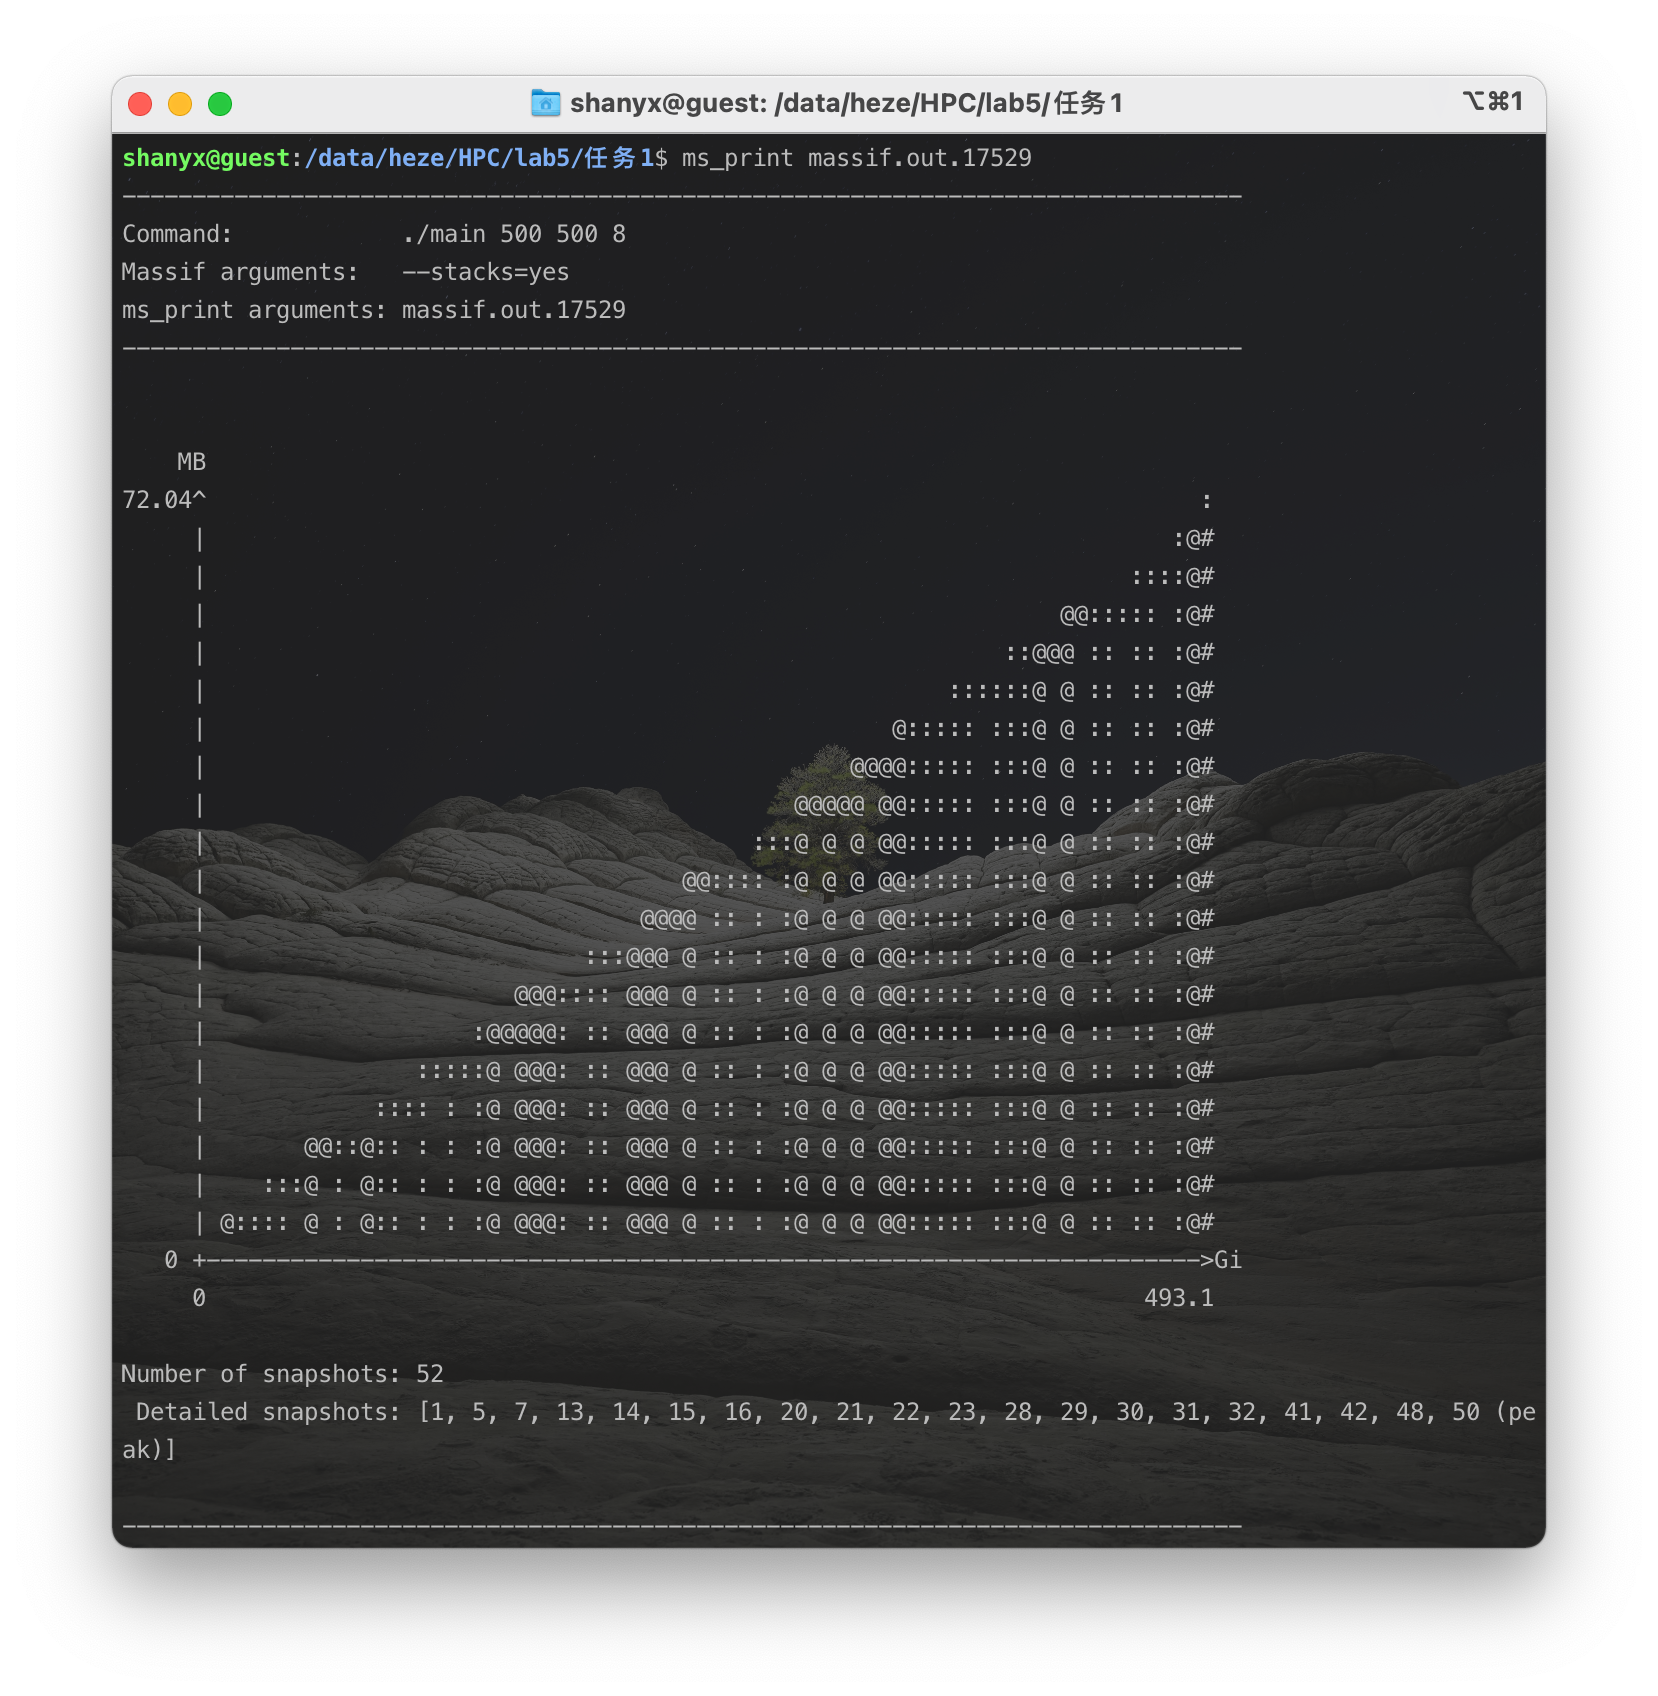 shanyx@guest: /data/heze/HPC/lab5/任务1
⌥⌘1
shanyx@guest:/data/heze/HPC/lab5/任务1$ ms_print massif.out.17529
--------------------------------------------------------------------------------
Command:            ./main 500 500 8
Massif arguments:   --stacks=yes
ms_print arguments: massif.out.17529
--------------------------------------------------------------------------------
    MB
72.04^                                                                       :
     |                                                                     :@#
     |                                                                  ::::@#
     |                                                             @@::::: :@#
     |                                                         ::@@@ :: :: :@#
     |                                                     ::::::@ @ :: :: :@#
     |                                                 @::::: :::@ @ :: :: :@#
     |                                              @@@@::::: :::@ @ :: :: :@#
     |                                          @@@@@ @@::::: :::@ @ :: :: :@#
     |                                       :::@ @ @ @@::::: :::@ @ :: :: :@#
     |                                  @@:::: :@ @ @ @@::::: :::@ @ :: :: :@#
     |                               @@@@ :: : :@ @ @ @@::::: :::@ @ :: :: :@#
     |                           :::@@@ @ :: : :@ @ @ @@::::: :::@ @ :: :: :@#
     |                      @@@:::: @@@ @ :: : :@ @ @ @@::::: :::@ @ :: :: :@#
     |                   :@@@@@: :: @@@ @ :: : :@ @ @ @@::::: :::@ @ :: :: :@#
     |               :::::@ @@@: :: @@@ @ :: : :@ @ @ @@::::: :::@ @ :: :: :@#
     |            :::: : :@ @@@: :: @@@ @ :: : :@ @ @ @@::::: :::@ @ :: :: :@#
     |       @@::@:: : : :@ @@@: :: @@@ @ :: : :@ @ @ @@::::: :::@ @ :: :: :@#
     |    :::@ : @:: : : :@ @@@: :: @@@ @ :: : :@ @ @ @@::::: :::@ @ :: :: :@#
     | @:::: @ : @:: : : :@ @@@: :: @@@ @ :: : :@ @ @ @@::::: :::@ @ :: :: :@#
   0 +----------------------------------------------------------------------->Gi
     0                                                                   493.1
Number of snapshots: 52
 Detailed snapshots: [1, 5, 7, 13, 14, 15, 16, 20, 21, 22, 23, 28, 29, 30, 31, 32, 41, 42, 48, 50 (pe
ak)]
--------------------------------------------------------------------------------